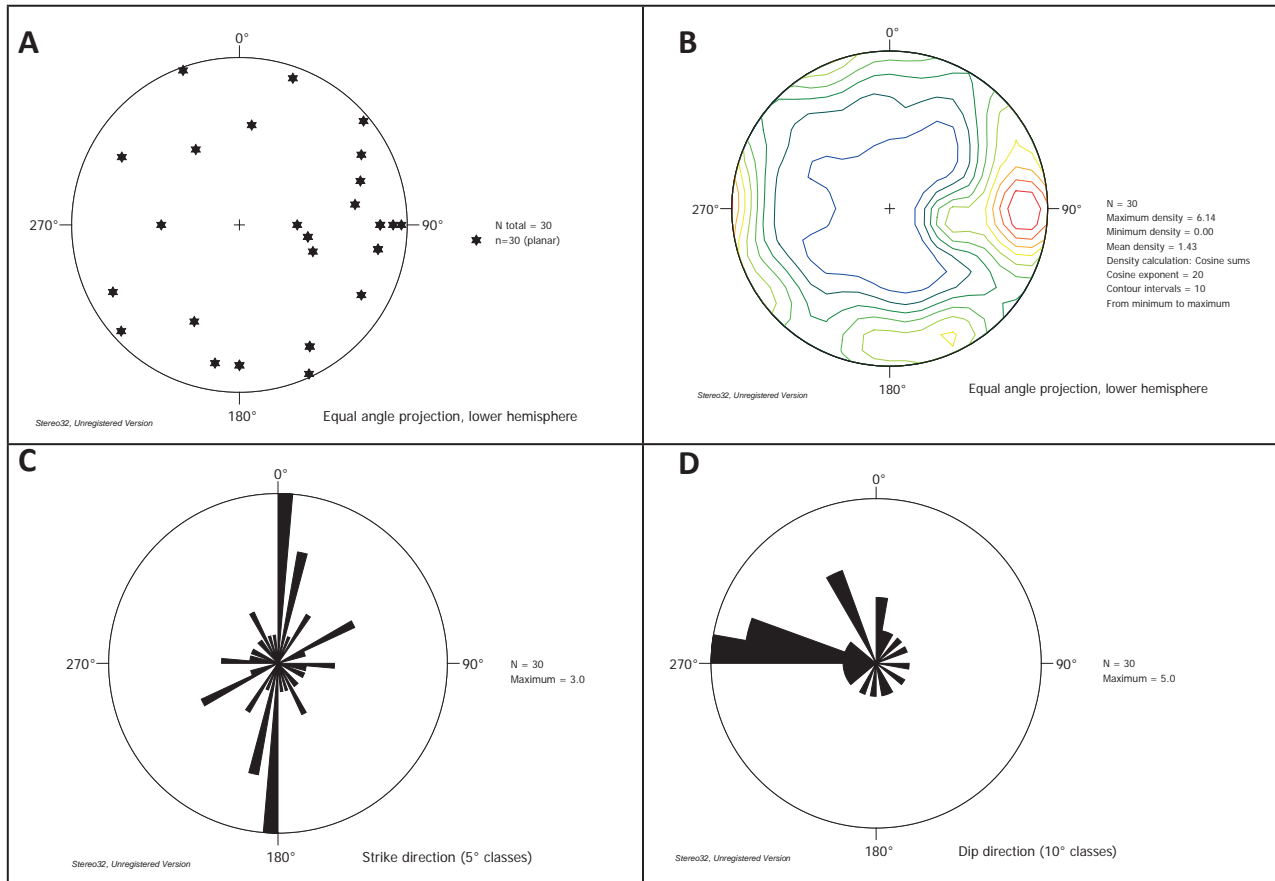 A
0°
270°
90°
N total = 30
n=30 (planar)
180°
Equal angle projection, lower hemisphere
Stereo32, Unregistered Version
B
0°
270°
90°
N = 30
Maximum density = 6.14
Minimum density = 0.00
Mean density = 1.43
Density calculation: Cosine sums
Cosine exponent = 20
Contour intervals = 10
From minimum to maximum
180°
Equal angle projection, lower hemisphere
Stereo32, Unregistered Version
C
0°
270°
90°
N = 30
Maximum = 3.0
180°
Strike direction (5° classes)
Stereo32, Unregistered Version
D
0°
270°
90°
N = 30
Maximum = 5.0
180°
Dip direction (10° classes)
Stereo32, Unregistered Version